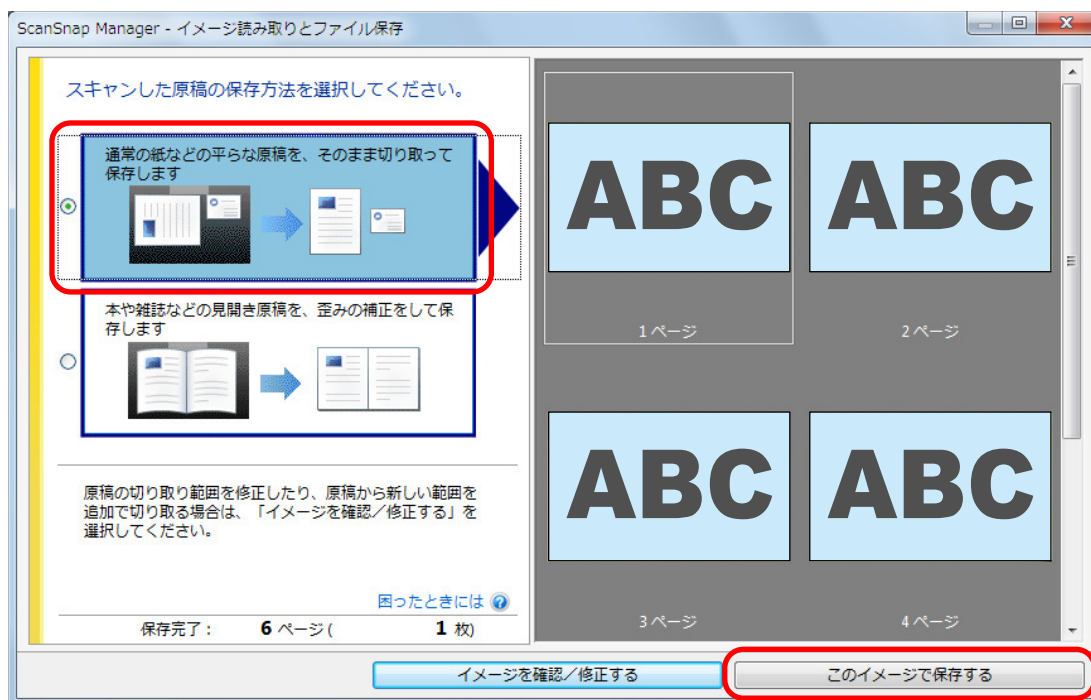 ScanSnap Manager - イメージ読み取りとファイル保存
スキャンした原稿の保存方法を選択してください。
通常の紙などの平らな原稿を、そのまま切り取って
保存します
本や雑誌などの見開き原稿を、歪みの補正をして保
存します
原稿の切り取り範囲を修正したり、原稿から新しい範囲を
追加で切り取る場合は、「イメージを確認／修正する」を
選択してください。
困ったときには ?
保存完了： 6 ページ ( 1 枚)
ABC
1 ページ
ABC
2 ページ
ABC
3 ページ
ABC
4 ページ
イメージを確認／修正する
このイメージで保存する